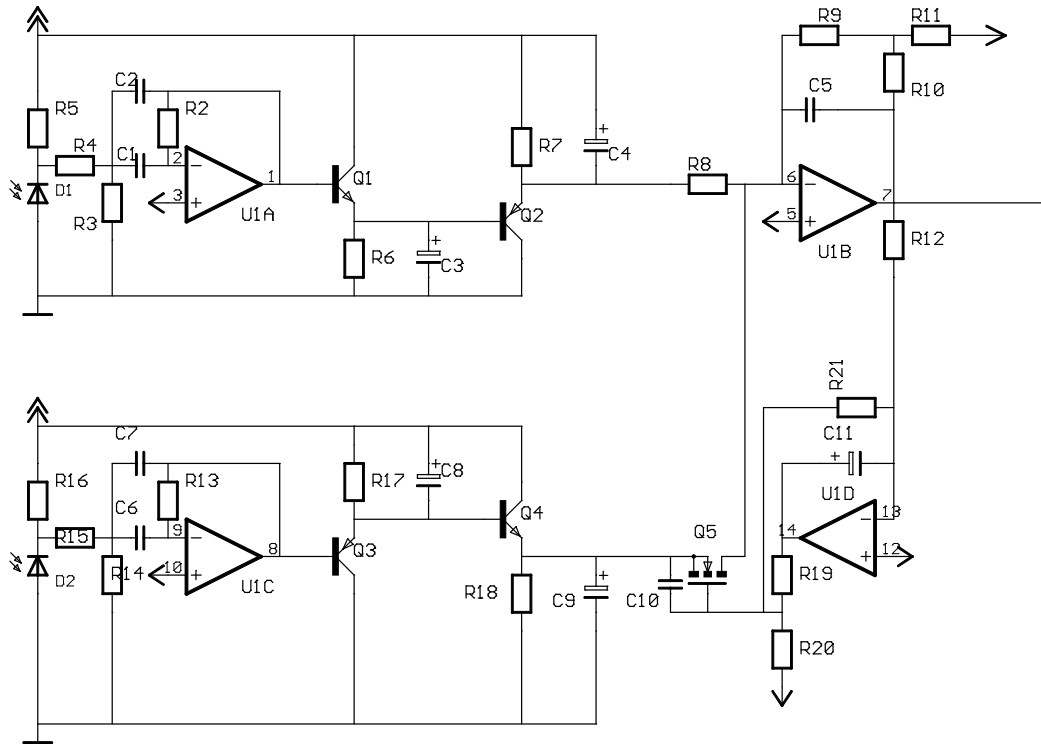 R9
R11
C2
R10
C5
R5
R2
C4
R4
C1
R7
R8
2
1
6
D1
3
Q1
7
R3
U1A
Q2
5
R12
R6
C3
U1B
R21
C7
C11
R16
R13
R17
C8
U1D
C6
Q4
13
R15
9
14
Q5
8
Q3
12
D2
10
R14
R19
U1C
R18
C9
C10
R20
+
+
+
+
+
+
+
+
+
−
−
−
−